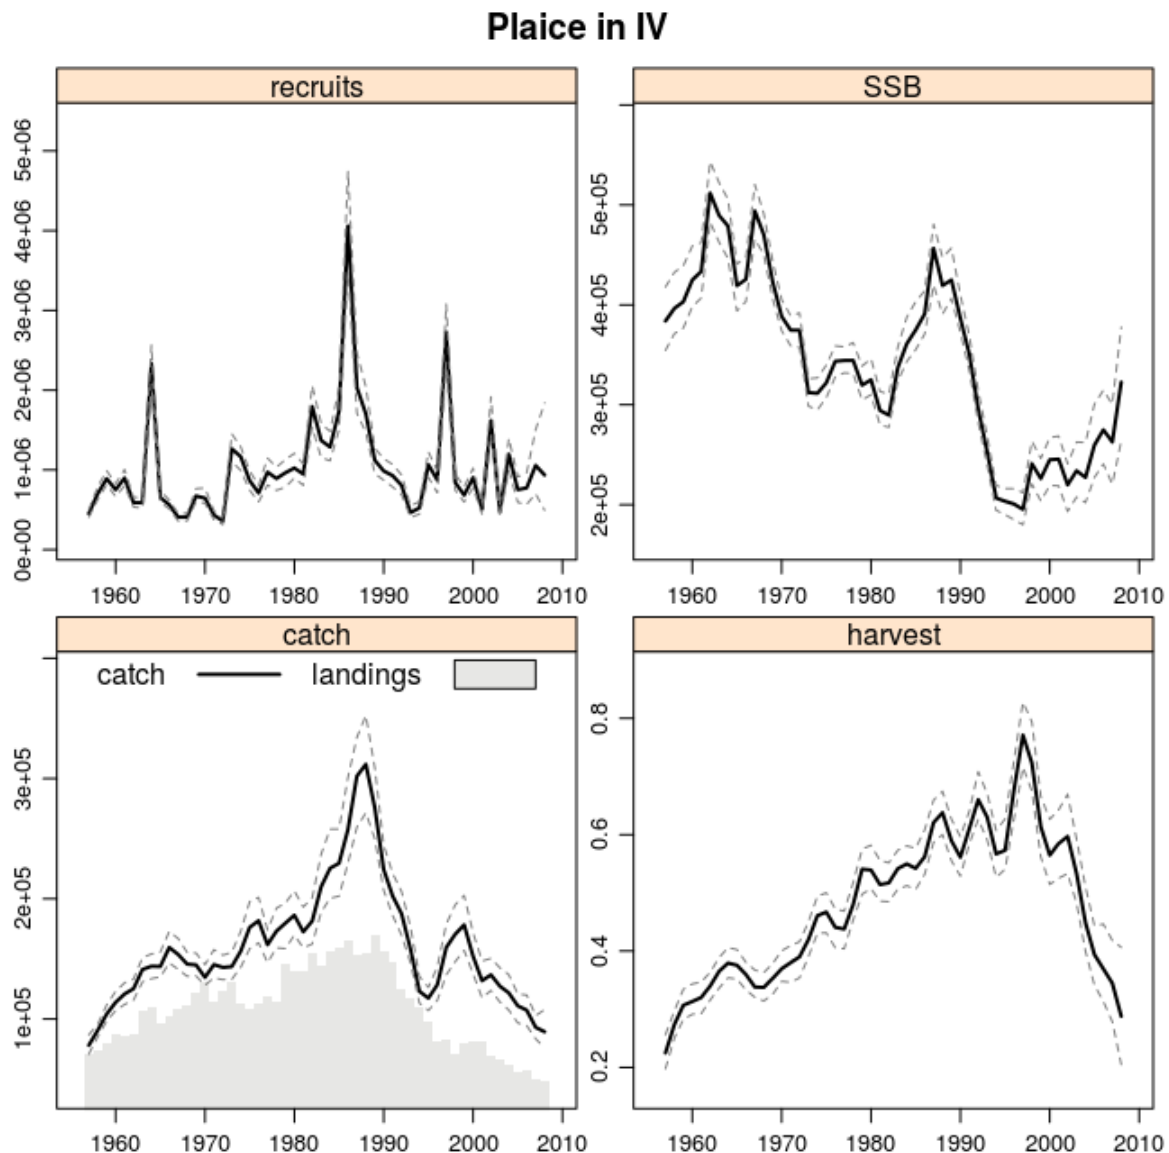 Plaice in IV
recruits
5e+06
4e+06
3e+06
2e+06
1e+06
0e+00
1960 1970 1980 1990 2000 2010
SSB
5e+05
4e+05
3e+05
2e+05
1960 1970 1980 1990 2000 2010
catch
catch landings
3e+05
2e+05
1e+05
1960 1970 1980 1990 2000 2010
harvest
0.8
0.6
0.4
0.2
1960 1970 1980 1990 2000 2010